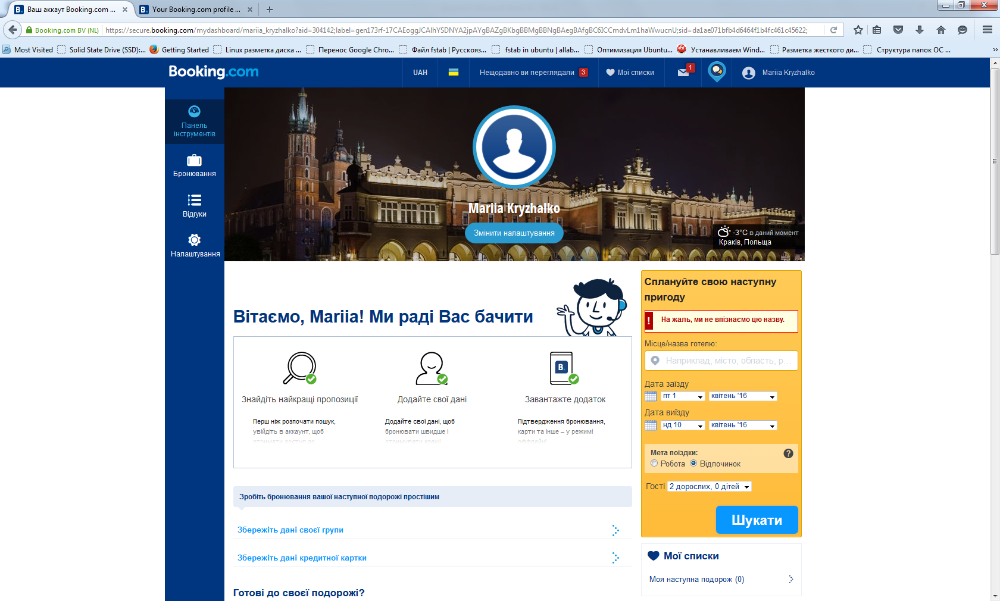 Ваш аккаунт Booking.com ...
Your Booking.com profile ...
Booking.com BV (NL)
https://secure.booking.com/mydashboard/mariia_kryzhalko?aid=304142;label=gen173rf-17CAEoggJCAlhYSDNYA2jpAYgBAZgBKbgBBMgBBNgBAegBAfgBC6ICCmdvLm1haWwucnU;sid=da1ae071bfb4d6464f1b4fc461c45622;
Most Visited
Solid State Drive (SSD):...
Getting Started
Linux разметка диска ...
Перенос Google Chro...
Файл fstab | Русскояз...
fstab in ubuntu | allab...
Оптимизация Ubuntu...
Устанавливаем Wind...
Разметка жесткого ди...
Структура папок ОС ...
Booking.com
UAH
Нещодавно ви переглядали 3
Мої списки
1
Mariia Kryzhalko
Панель
інструментів
Бронювання
Відгуки
Налаштування
Mariia Kryzhalko
Змінити налаштування
-3°C в даний момент
Краків, Польща
Вітаємо, Mariia! Ми раді Вас бачити
B.
Знайдіть найкращі пропозиції
Перш ніж розпочати пошук,
увійдіть в аккаунт, щоб
отримати доступ до
Додайте свої дані
Додайте свої дані, щоб
бронювати швидше і
отримувати кращі
Завантажте додаток
Підтвердження бронювання,
карти та інше – у режимі
оффлайн!
Зробіть бронювання вашої наступної подорожі простішим
Збережіть дані своєї групи
Збережіть дані кредитної картки
Готові до своєї подорожі?
Сплануйте свою наступну
пригоду
! На жаль, ми не впізнаємо цю назву.
Місце/назва готелю:
Наприклад, місто, область, р...
Дата заїзду
пт 1 квітень '16
Дата виїзду
нд 10 квітень '16
Мета поїздки:
?
Робота Відпочинок
Гості 2 дорослих, 0 дітей
Шукати
Мої списки
Моя наступна подорож (0)